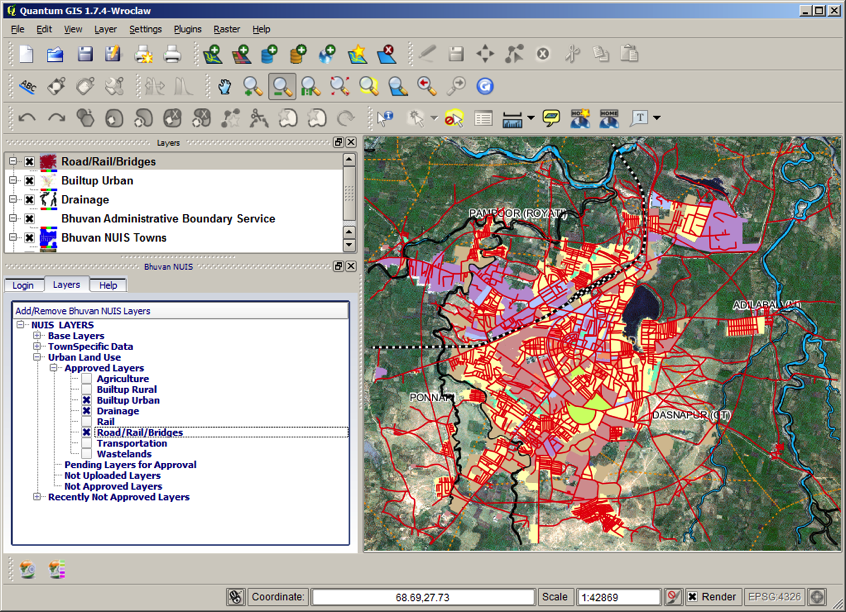 Quantum GIS 1.7.4-Wroclaw
File Edit View Layer Settings Plugins Raster Help
ABC
HOME HOME T
Layers
Road/Rail/Bridges
Builtup Urban
Drainage
Bhuvan Administrative Boundary Service
Bhuvan NUIS Towns
Bhuvan NUIS
Login Layers Help
Add/Remove Bhuvan NUIS Layers
NUIS LAYERS
Base Layers
TownSpecific Data
Urban Land Use
Approved Layers
Agriculture
Builtup Rural
Builtup Urban
Drainage
Rail
Road/Rail/Bridges
Transportation
Wastelands
Pending Layers for Approval
Not Uploaded Layers
Not Approved Layers
Recently Not Approved Layers
DASNAPUR (CT)
Coordinate: 68.69,27.73 Scale 1:42869 Render EPSG:4326